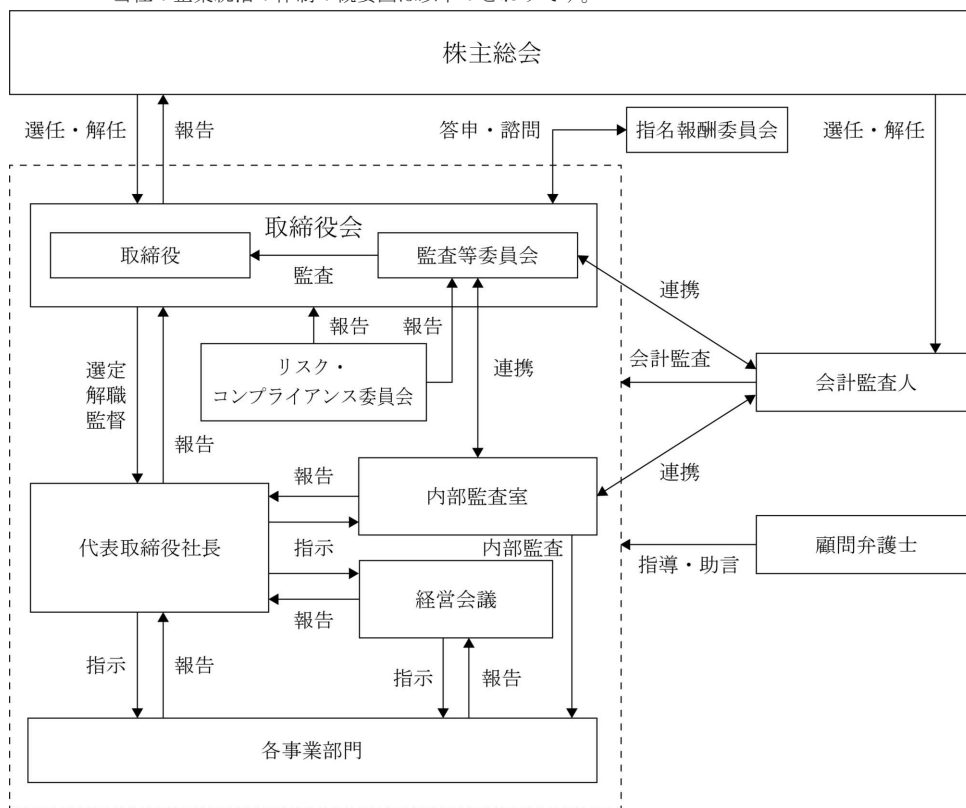 株主総会
選任・解任
報告
答申・諮問
指名報酬委員会
選任・解任
取締役会
取締役
監査等委員会
監査
連携
報告
報告
リスク・
コンプライアンス委員会
選定
解職
監督
連携
会計監査
会計監査人
報告
連携
報告
内部監査室
代表取締役社長
指示
内部監査
顧問弁護士
指導・助言
経営会議
報告
指示
報告
指示
報告
各事業部門